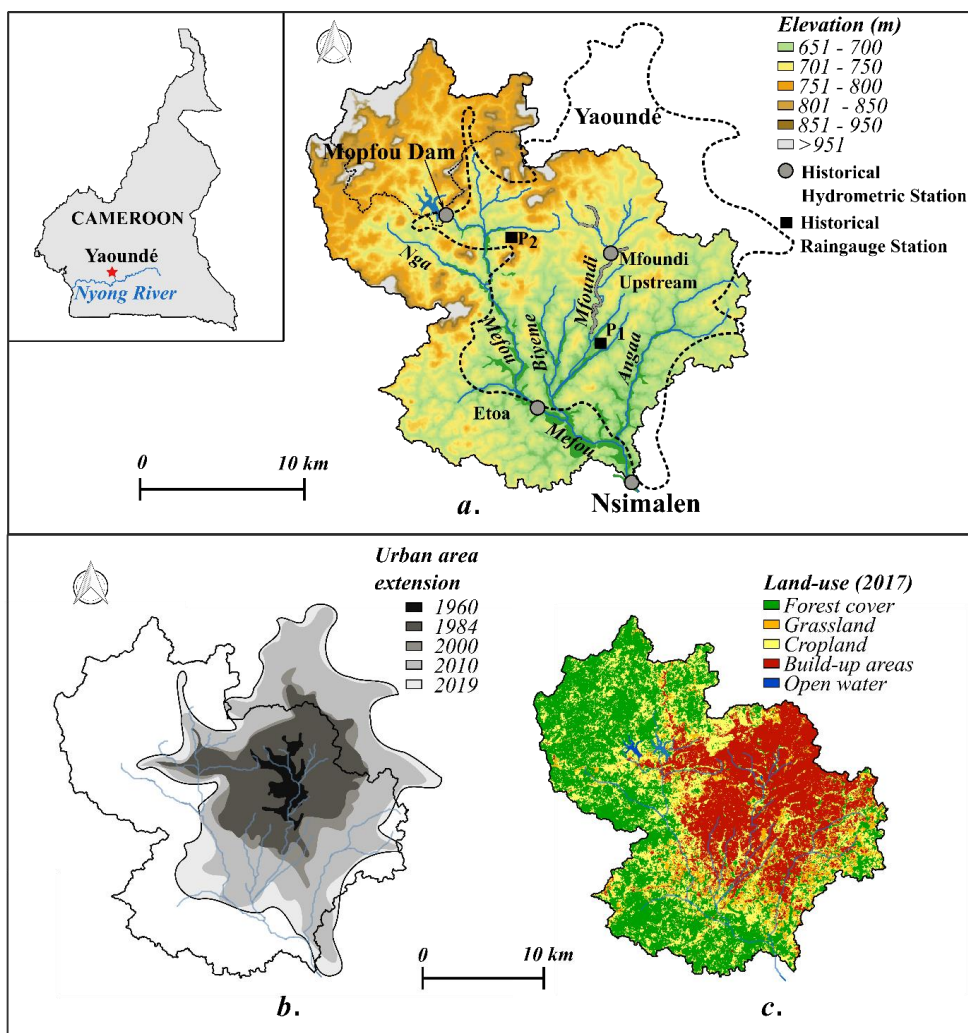 CAMEROON
Yaoundé
Nyong River
Elevation (m)
651 - 700
701 - 750
751 - 800
801 - 850
851 - 950
>951
Historical
Hydrometric Station
Historical
Raingauge Station
Yaoundé
Mopfou Dam
P2
Nga
Mfoundi
Upstream
Mfoundi
Mefou
Biyeme
P1
Angaa
Etoa
Mefou
Nsimalen
0 10 km
a.
Urban area
extension
1960
1984
2000
2010
2019
Land-use (2017)
Forest cover
Grassland
Cropland
Build-up areas
Open water
0 10 km
b.
c.